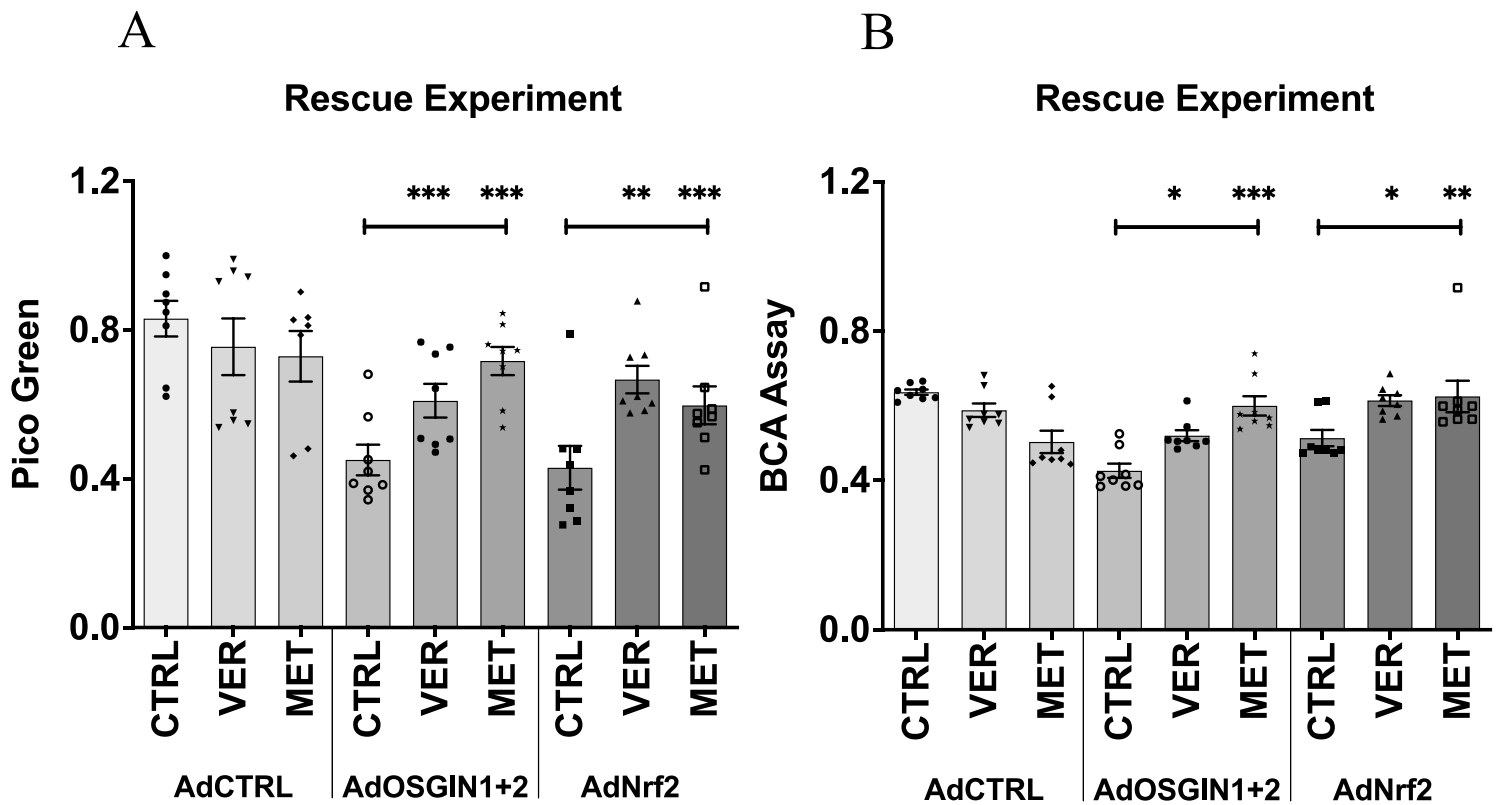 A
Rescue Experiment
*** *** ** ***
Pico Green
1.2
0.8
0.4
0.0
CTRL
VER
MET
CTRL
VER
MET
CTRL
VER
MET
AdCTRL AdOSGIN1+2 AdNrf2
B
Rescue Experiment
* *** * **
BCA Assay
1.2
0.8
0.4
0.0
CTRL
VER
MET
CTRL
VER
MET
CTRL
VER
MET
AdCTRL AdOSGIN1+2 AdNrf2